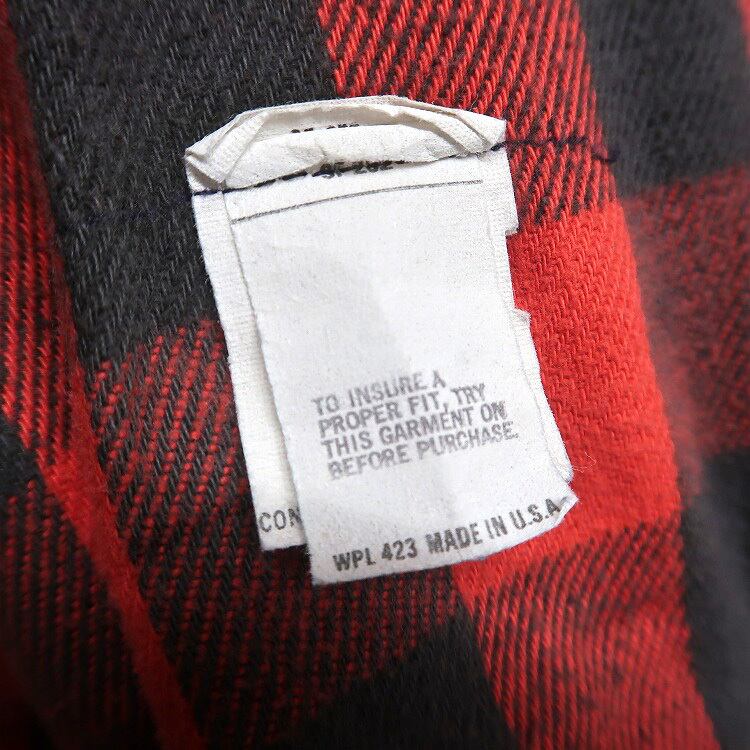 TO INSURE A
PROPER FIT, TRY
THIS GARMENT ON
BEFORE PURCHASE.
CON
WPL 423 MADE IN U.S.A.